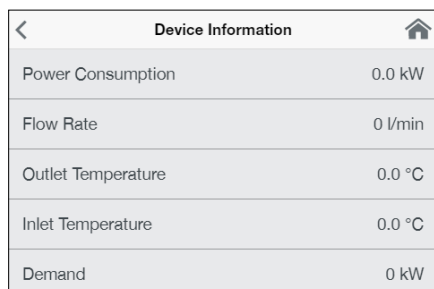 Device Information
Power Consumption 0.0 kW
Flow Rate 0 l/min
Outlet Temperature 0.0 °C
Inlet Temperature 0.0 °C
Demand 0 kW